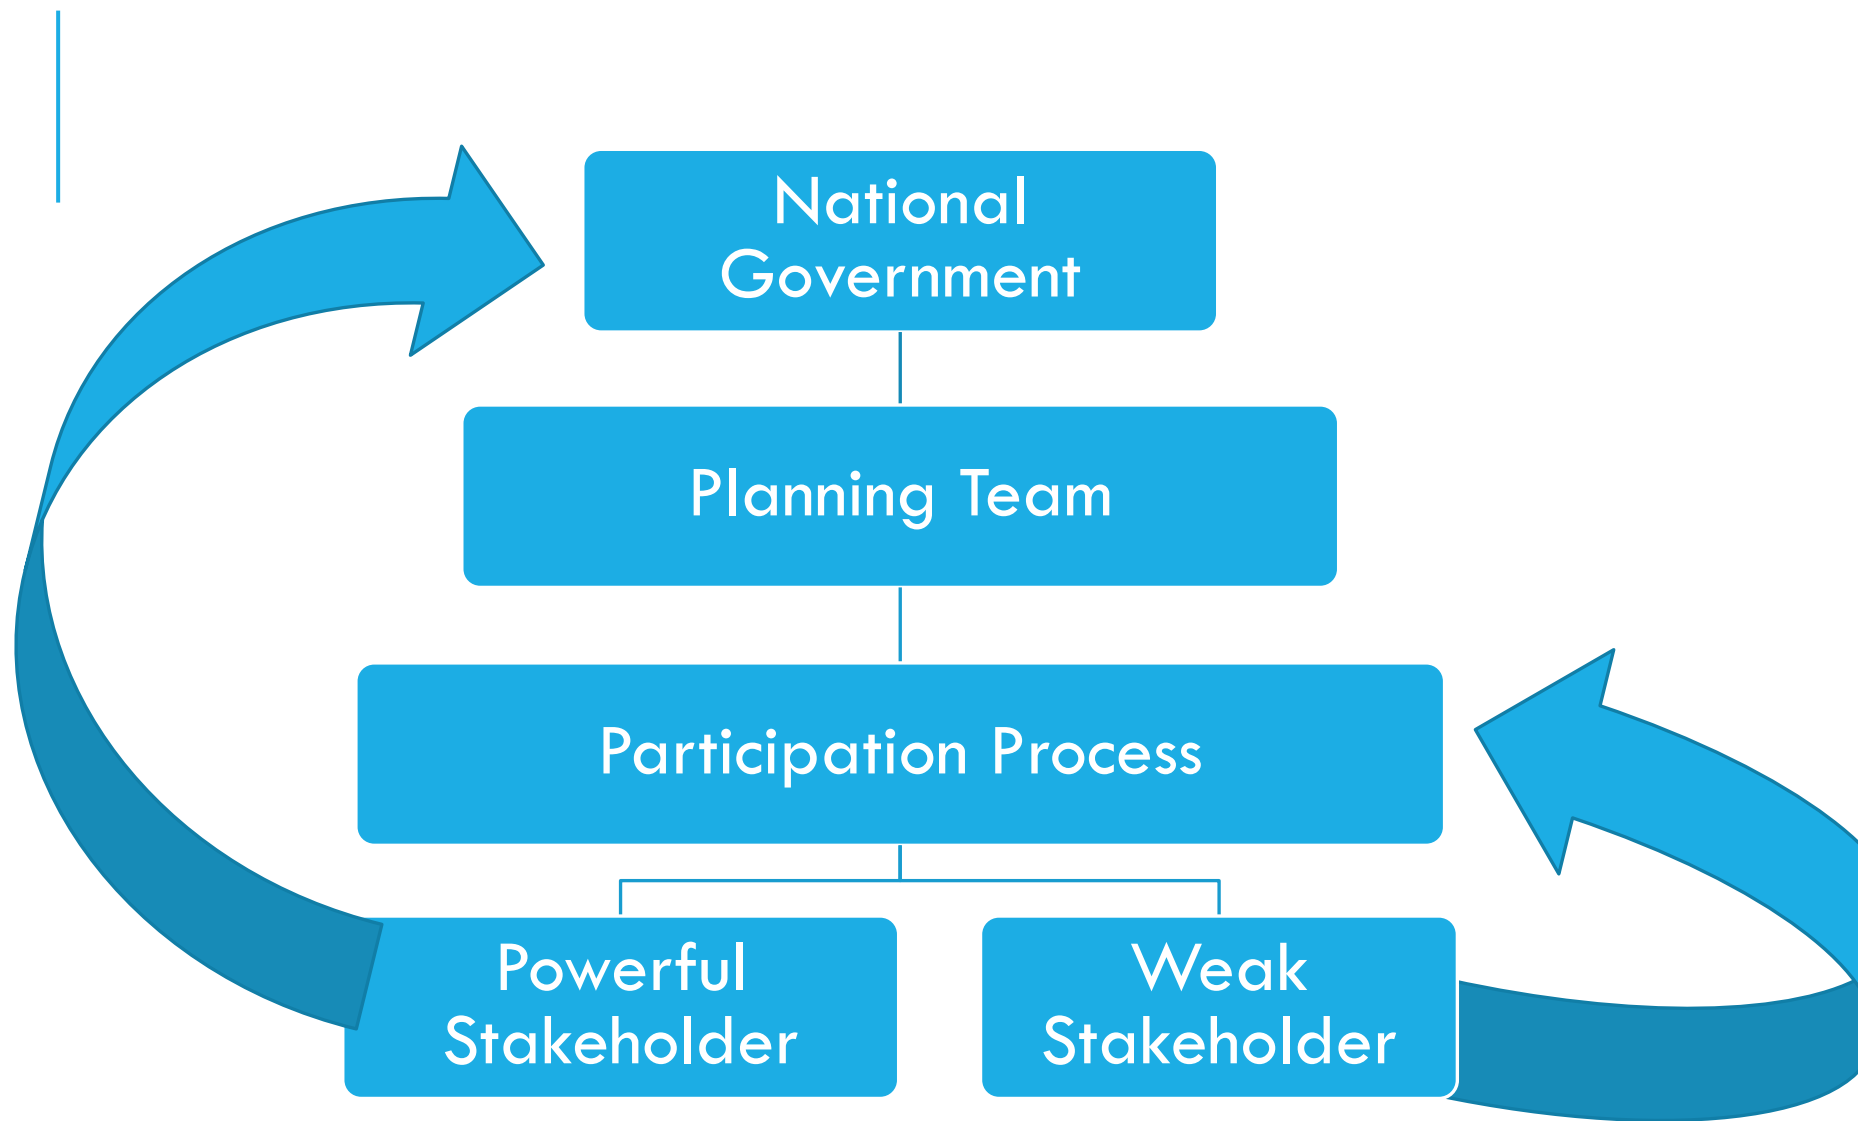 National
Government
Planning Team
Participation Process
Powerful
Stakeholder
Weak
Stakeholder